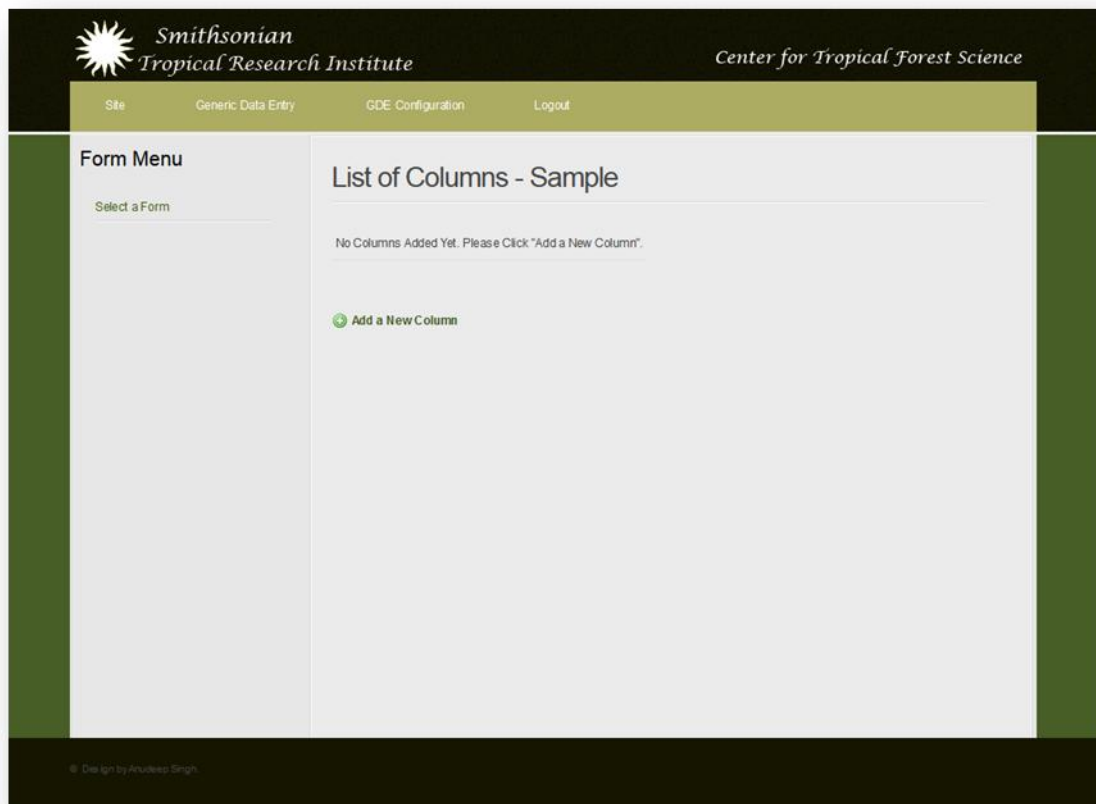 Smithsonian
Tropical Research Institute
Center for Tropical Forest Science
Site Generic Data Entry GDE Configuration Logout
Form Menu
Select a Form
List of Columns - Sample
No Columns Added Yet. Please Click "Add a New Column".
Add a New Column
© Design by Anudeep Singh.